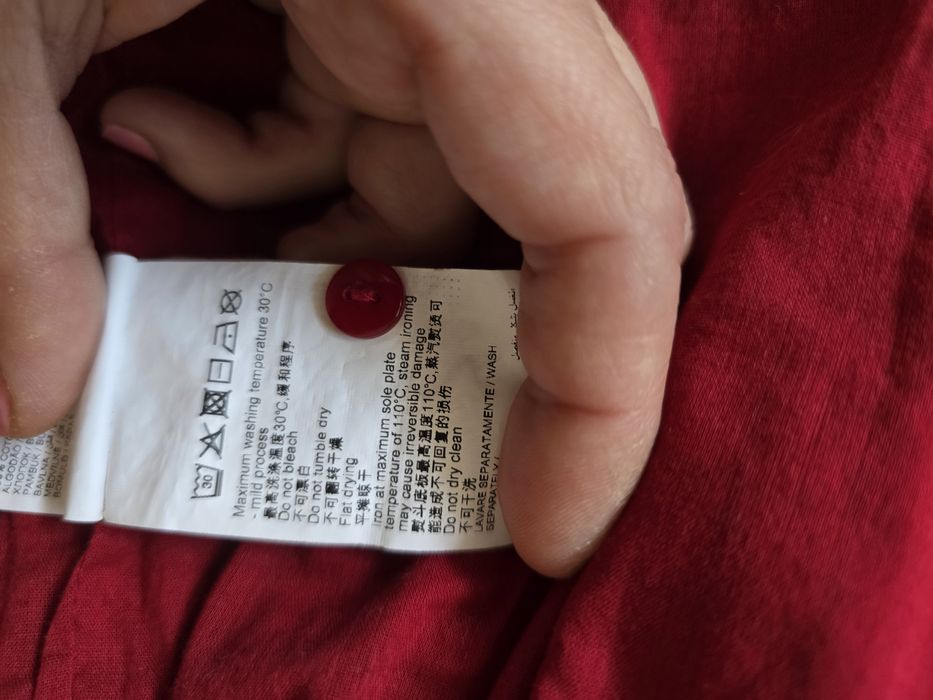 30
Maximum washing temperature 30°C
- mild process
最高洗涤温度30℃,缓和程序
Do not bleach
不可漂白
Do not tumble dry
不可翻转干燥
Flat drying
平摊晾干
Iron at maximum sole plate
temperature of 110°C, steam ironing
may cause irreversible damage
熨斗底板最高温度110℃,蒸汽熨烫可
能造成不可回复的损伤
Do not dry clean
不可干洗
LAVARE SEPARATAMENTE / WASH
SEPARATELY /